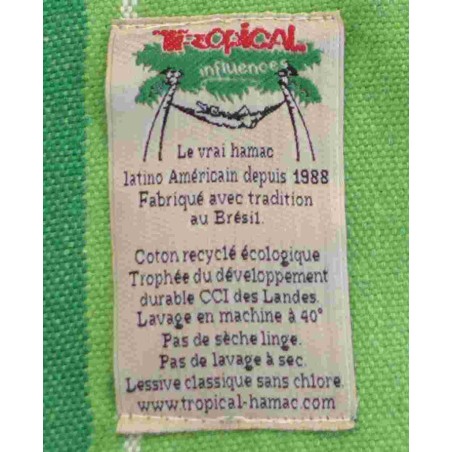 Tropical
influences
Le vrai hamac
latino Américain depuis 1988
Fabriqué avec tradition
au Brésil.
Coton recyclé écologique
Trophée du développement
durable CCI des Landes.
Lavage en machine à 40°
Pas de sèche linge.
Pas de lavage à sec.
Lessive classique sans chlore.
www.tropical-hamac.com